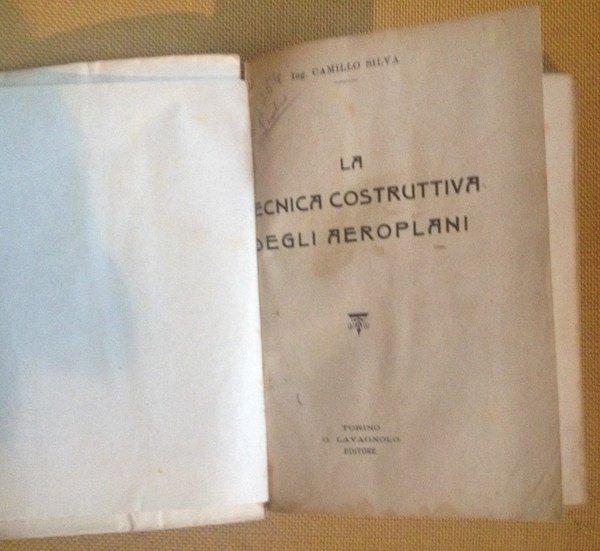 Ing. CAMILLO SILVA
LA
ECNICA COSTRUTTIVA
DEGLI AEROPLANI
TORINO
G. LAVAGNOLO
EDITORE